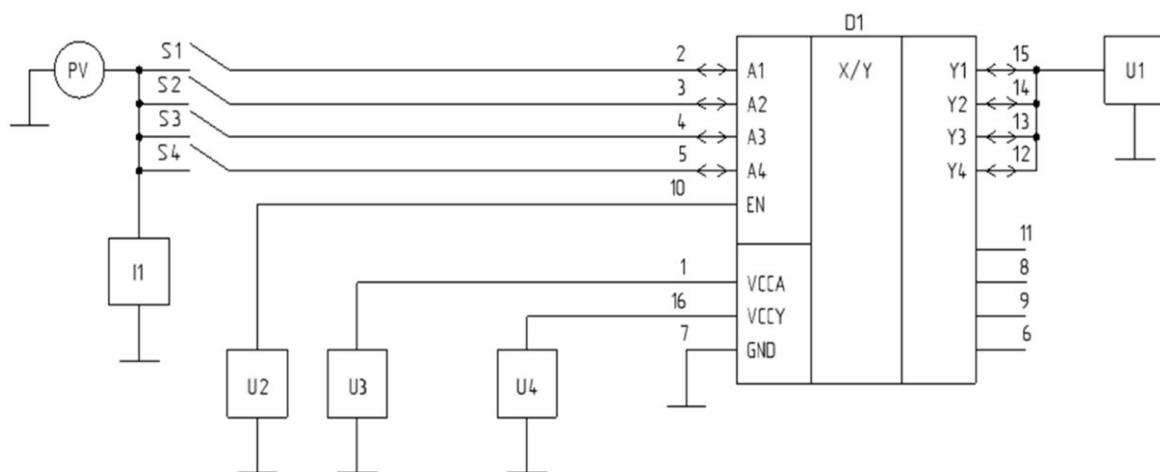 D1
PV S1 2 A1 X/Y Y1 15 U1
S2 3 A2 Y2 14
S3 4 A3 Y3 13
S4 5 A4 Y4 12
10 EN
11
I1 1 VCCA 8
16 VCCY 9
7 GND 6
U2 U3 U4